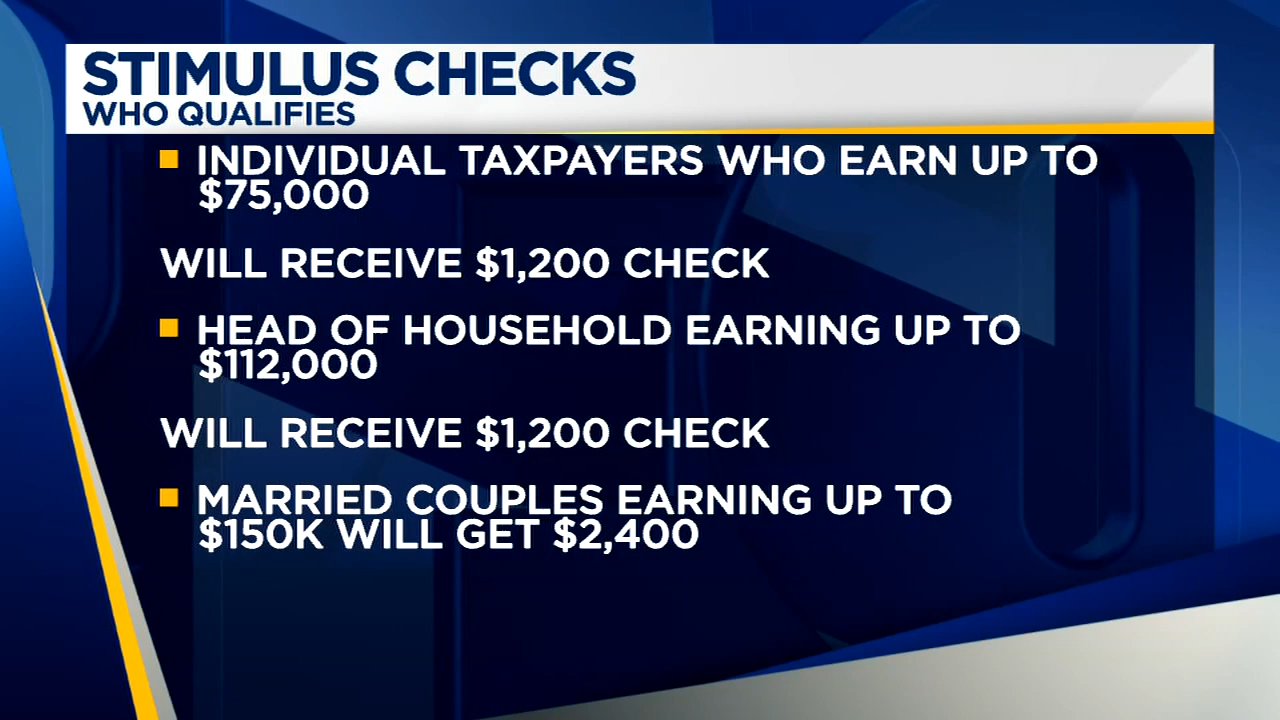 STIMULUS CHECKS
WHO QUALIFIES
INDIVIDUAL TAXPAYERS WHO EARN UP TO
$75,000
WILL RECEIVE $1,200 CHECK
HEAD OF HOUSEHOLD EARNING UP TO
$112,000
WILL RECEIVE $1,200 CHECK
MARRIED COUPLES EARNING UP TO
$150K WILL GET $2,400